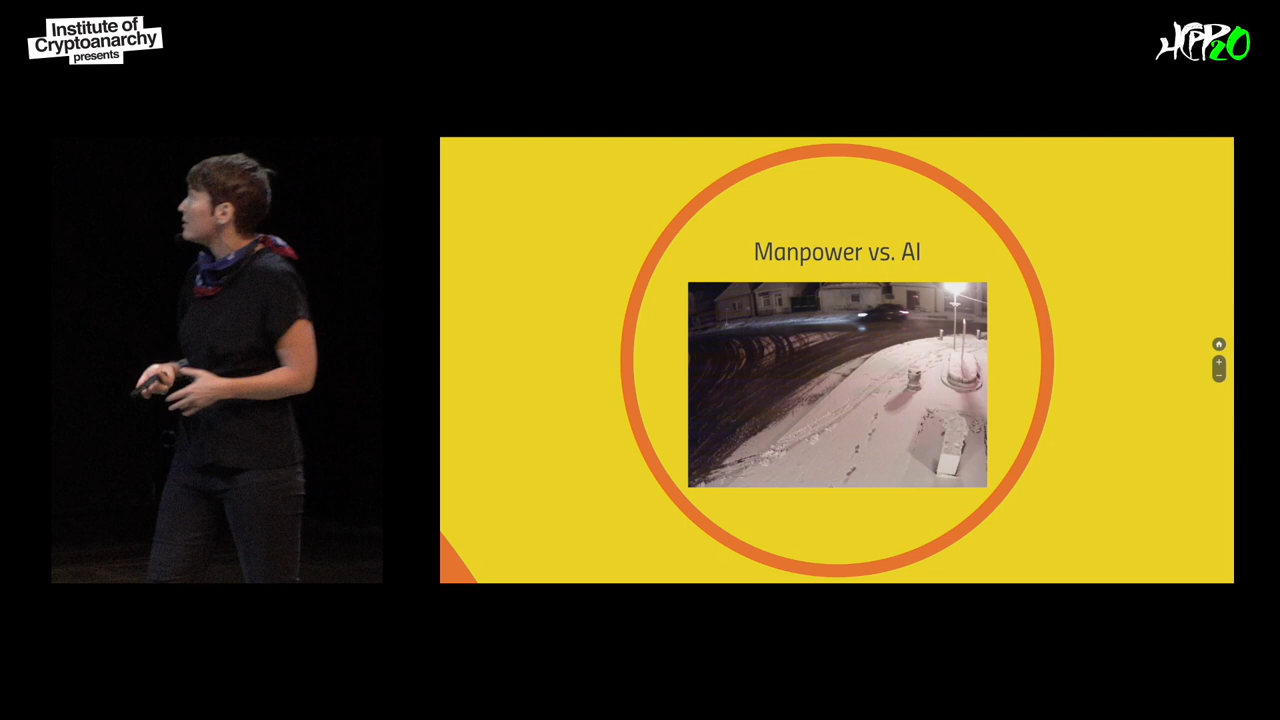 Institute of
Cryptoanarchy
presents
HCPP20
Manpower vs. AI